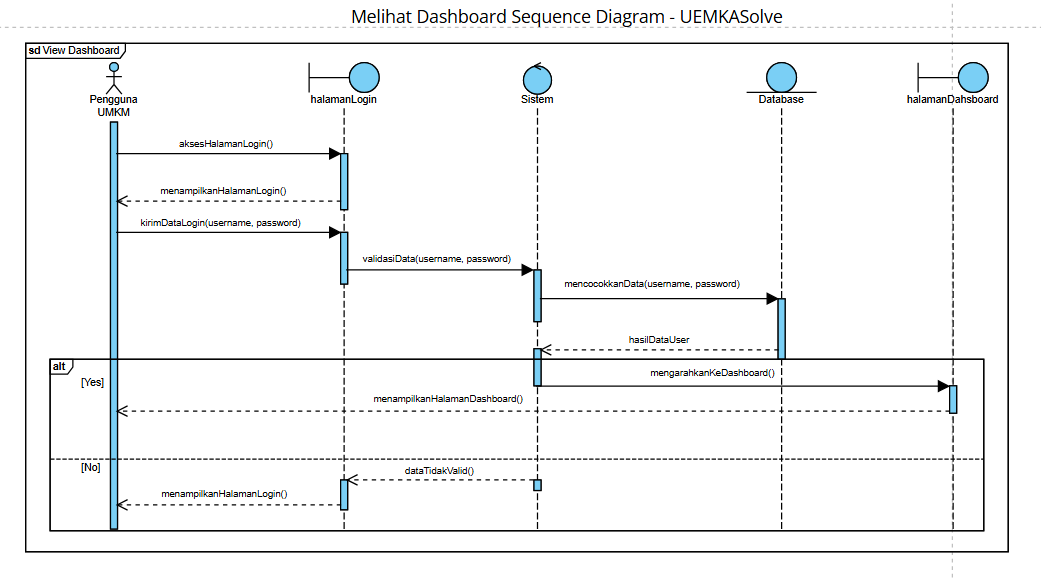 Melihat Dashboard Sequence Diagram - UEMKASolve
sd View Dashboard
Pengguna
UMKM
halamanLogin
Sistem
Database
halamanDahsboard
aksesHalamanLogin()
menampilkanHalamanLogin()
kirimDataLogin(username, password)
validasiData(username, password)
mencocokkanData(username, password)
hasilDataUser
alt
[Yes]
mengarahkanKeDashboard()
menampilkanHalamanDashboard()
[No]
dataTidakValid()
menampilkanHalamanLogin()